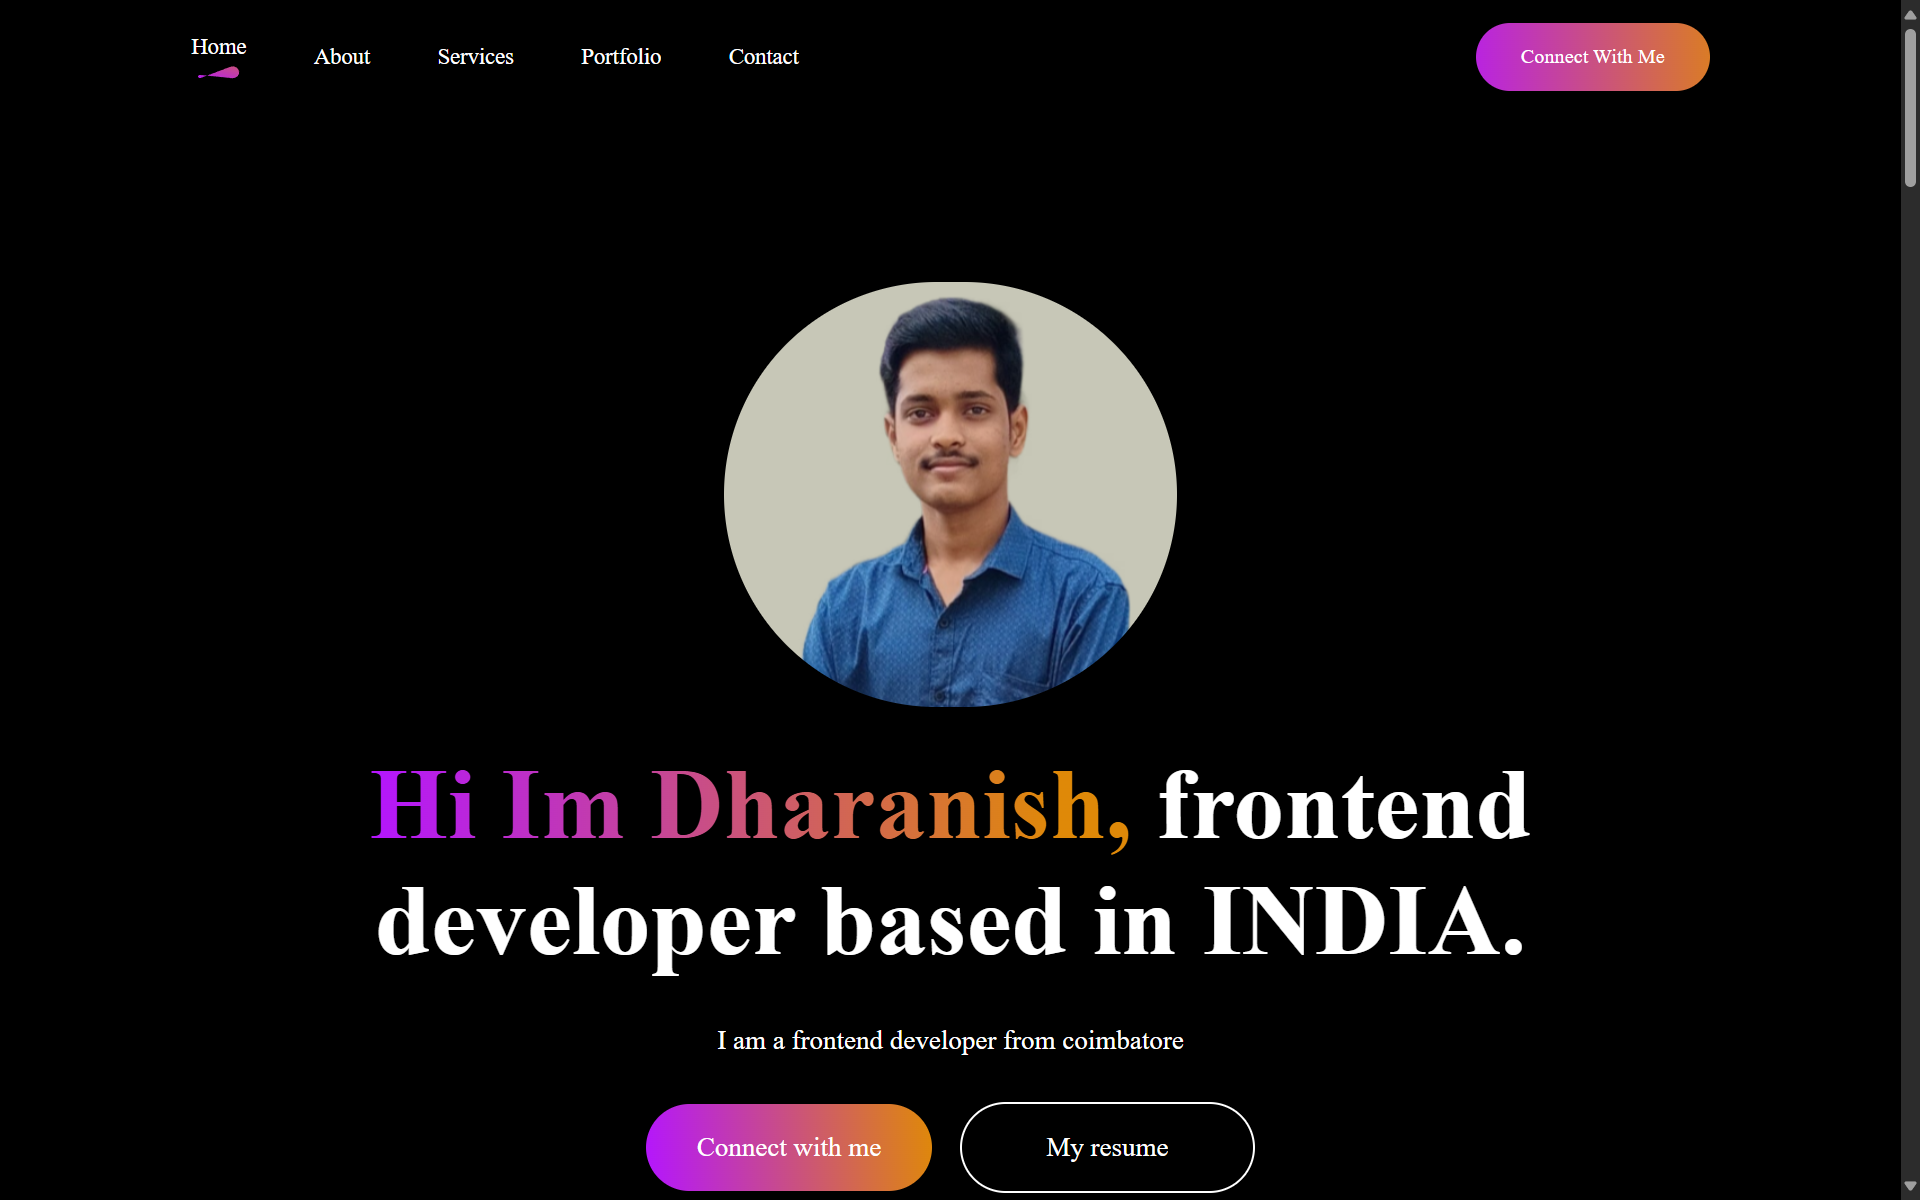 Home About Services Portfolio Contact Connect With Me
Hi Im Dharanish, frontend
developer based in INDIA.
I am a frontend developer from coimbatore
Connect with me My resume